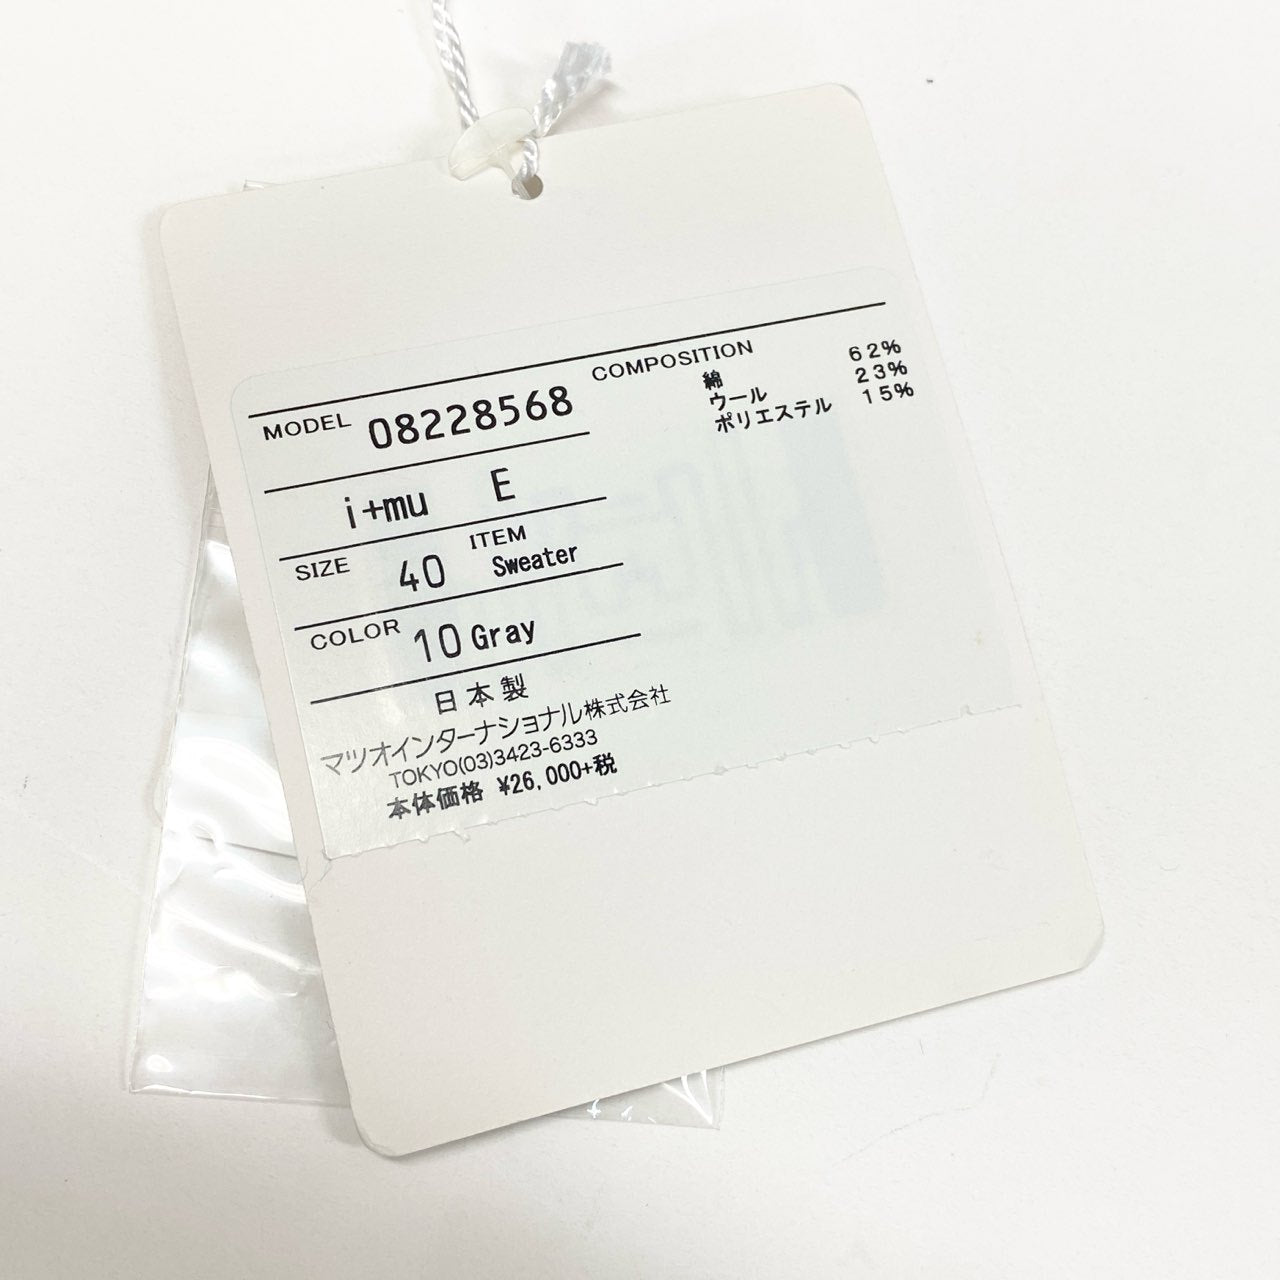 MODEL 08228568
i+mu E
SIZE 40 ITEM Sweater
COLOR 10 Gray
COMPOSITION
綿 62%
ウール 23%
ポリエステル 15%
日本製
マツオインターナショナル株式会社
TOKYO(03)3423-6333
本体価格 ¥26,000+税